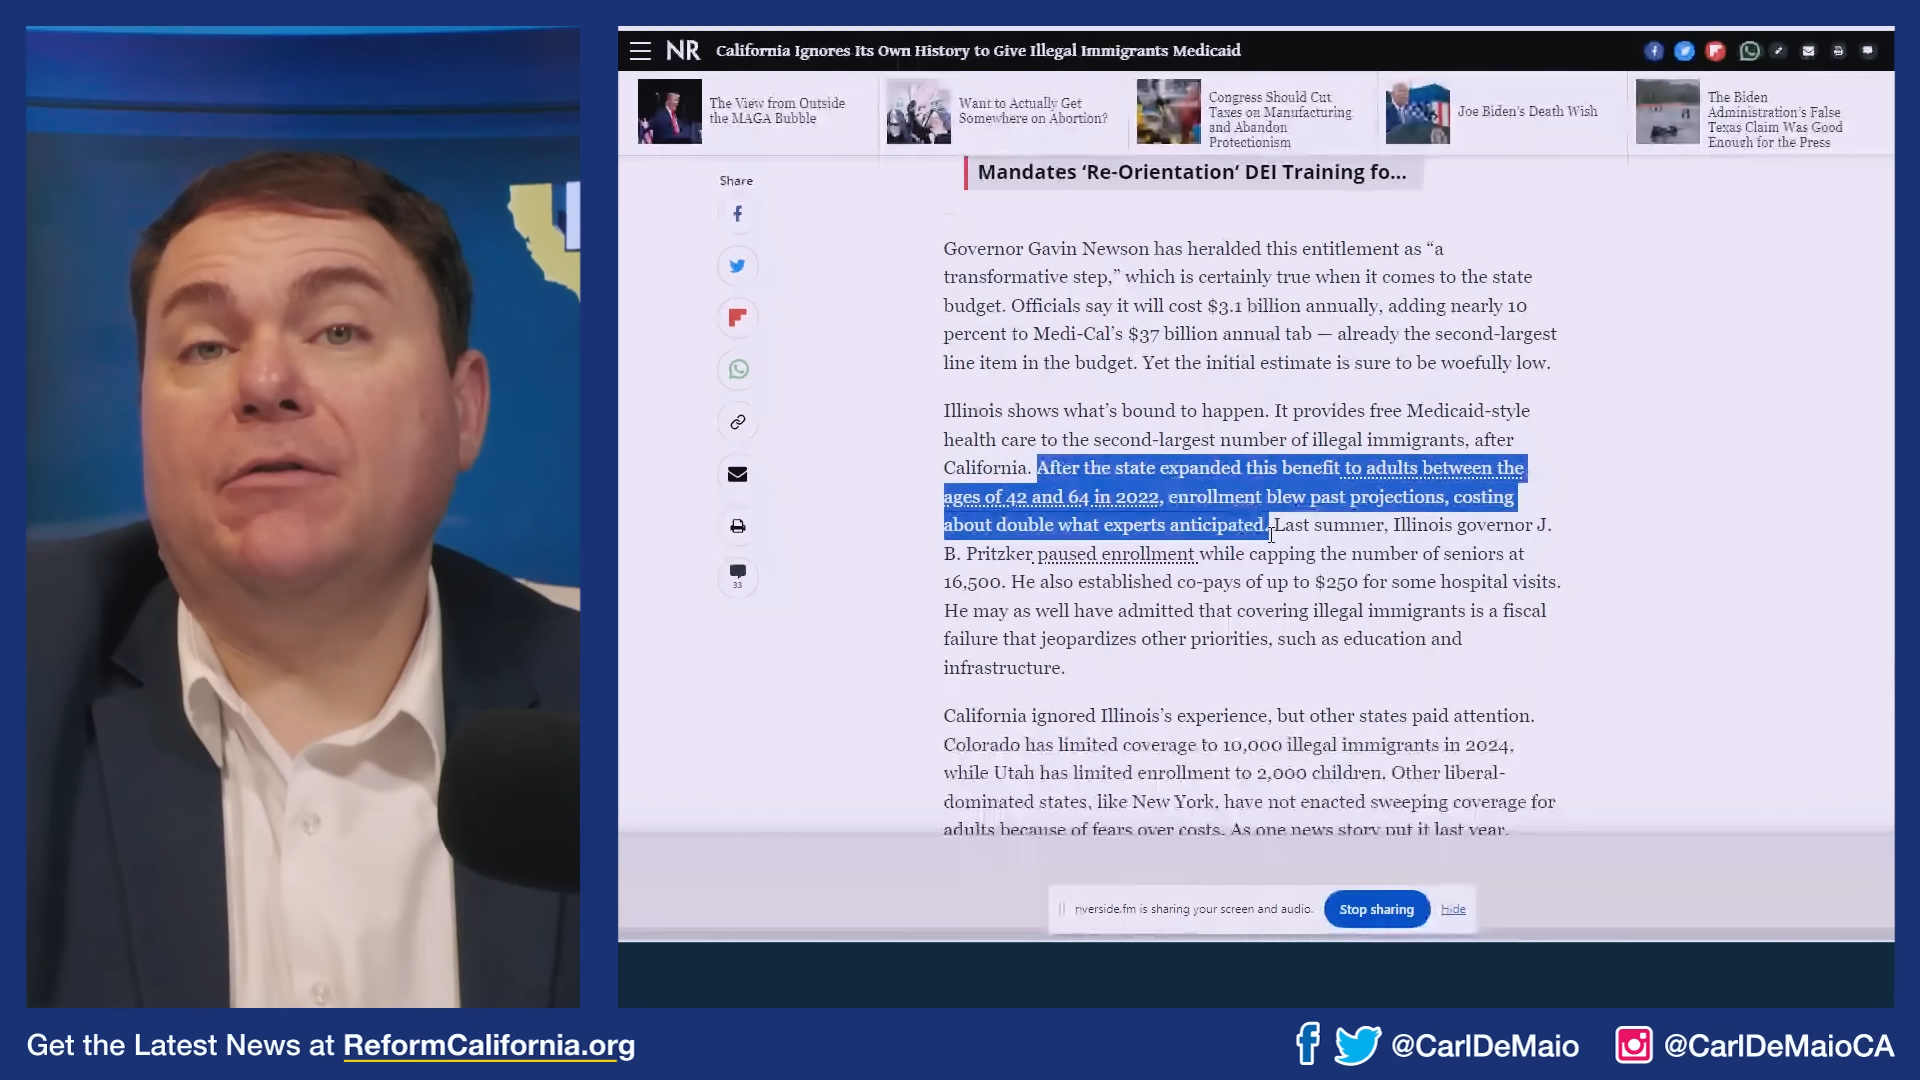 NR California Ignores Its Own History to Give Illegal Immigrants Medicaid
The View from Outside
the MAGA Bubble
Want to Actually Get
Somewhere on Abortion?
Congress Should Cut
Taxes on Manufacturing
and Abandon
Protectionism
Joe Biden’s Death Wish
The Biden
Administration’s False
Texas Claim Was Good
Enough for the Press
Mandates ‘Re-Orientation’ DEI Training fo...
Share
33
Governor Gavin Newson has heralded this entitlement as “a
transformative step,” which is certainly true when it comes to the state
budget. Officials say it will cost $3.1 billion annually, adding nearly 10
percent to Medi-Cal’s $37 billion annual tab — already the second-largest
line item in the budget. Yet the initial estimate is sure to be woefully low.
Illinois shows what’s bound to happen. It provides free Medicaid-style
health care to the second-largest number of illegal immigrants, after
California. After the state expanded this benefit to adults between the
ages of 42 and 64 in 2022, enrollment blew past projections, costing
about double what experts anticipated. Last summer, Illinois governor J.
B. Pritzker paused enrollment while capping the number of seniors at
16,500. He also established co-pays of up to $250 for some hospital visits.
He may as well have admitted that covering illegal immigrants is a fiscal
failure that jeopardizes other priorities, such as education and
infrastructure.
California ignored Illinois’s experience, but other states paid attention.
Colorado has limited coverage to 10,000 illegal immigrants in 2024,
while Utah has limited enrollment to 2,000 children. Other liberal-
dominated states, like New York, have not enacted sweeping coverage for
adults because of fears over costs. As one news story put it last year,
riverside.fm is sharing your screen and audio. Stop sharing Hide
Get the Latest News at ReformCalifornia.org
@CarlDeMaio @CarlDeMaioCA